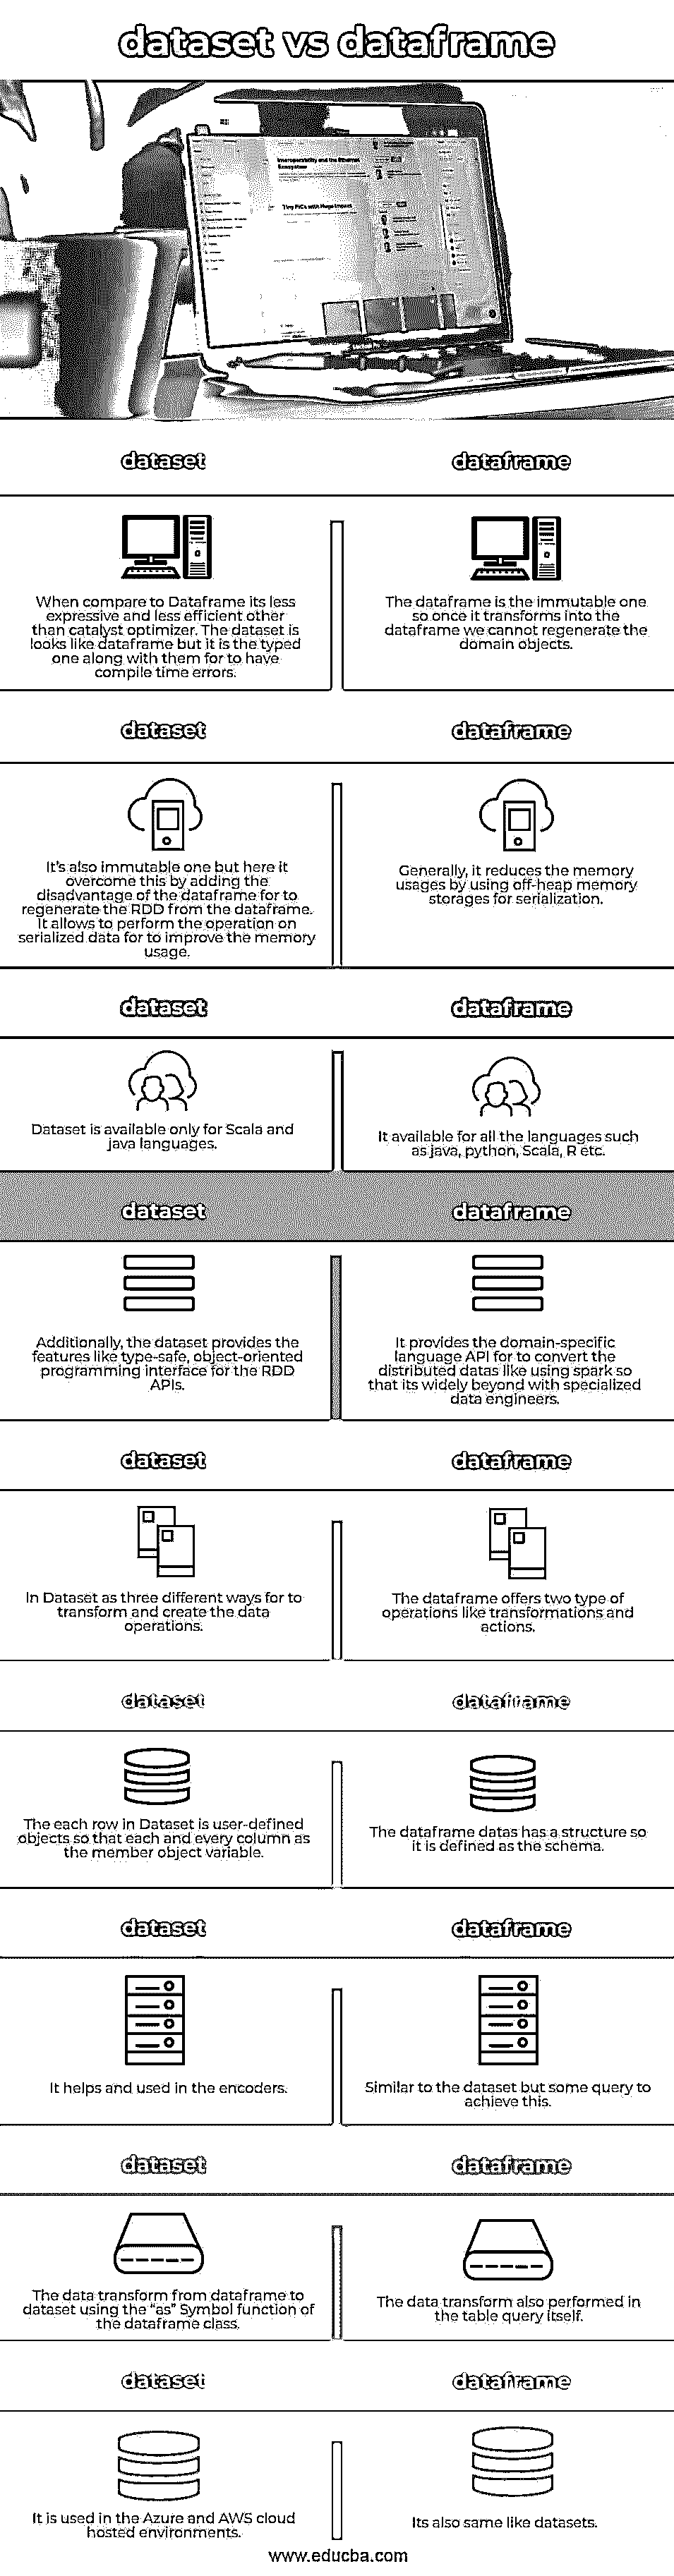 dataset vs dataframe
Interoperability and the Ethernet
Ecosystem
Tiny PICs with Huge Impact
dataset
dataframe
When compare to Dataframe its less
expressive and less efficient other
than catalyst optimizer. The dataset is
looks like dataframe but it is the typed
one along with them for to have
compile time errors.
The dataframe is the immutable one
so once it transforms into the
dataframe we cannot regenerate the
domain objects.
dataset
dataframe
It's also immutable one but here it
overcome this by adding the
disadvantage of the dataframe for to
regenerate the RDD from the dataframe.
It allows to perform the operation on
serialized data for to improve the memory
usage.
Generally, it reduces the memory
usages by using off-heap memory
storages for serialization.
dataset
dataframe
Dataset is available only for Scala and
java languages.
It available for all the languages such
as java, python, Scala, R etc.
dataset
dataframe
Additionally, the dataset provides the
features like type-safe, object-oriented
programming interface for the RDD
APIs.
It provides the domain-specific
language API for to convert the
distributed datas like using spark so
that its widely beyond with specialized
data engineers.
dataset
dataframe
In Dataset as three different ways for to
transform and create the data
operations.
The dataframe offers two type of
operations like transformations and
actions.
dataset
dataframe
The each row in Dataset is user-defined
objects so that each and every column as
the member object variable.
The dataframe datas has a structure so
it is defined as the schema.
dataset
dataframe
It helps and used in the encoders.
Similar to the dataset but some query to
achieve this.
dataset
dataframe
The data transform from dataframe to
dataset using the "as" Symbol function of
the dataframe class.
The data transform also performed in
the table query itself.
dataset
dataframe
It is used in the Azure and AWS cloud
hosted environments.
Its also same like datasets.
www.educba.com